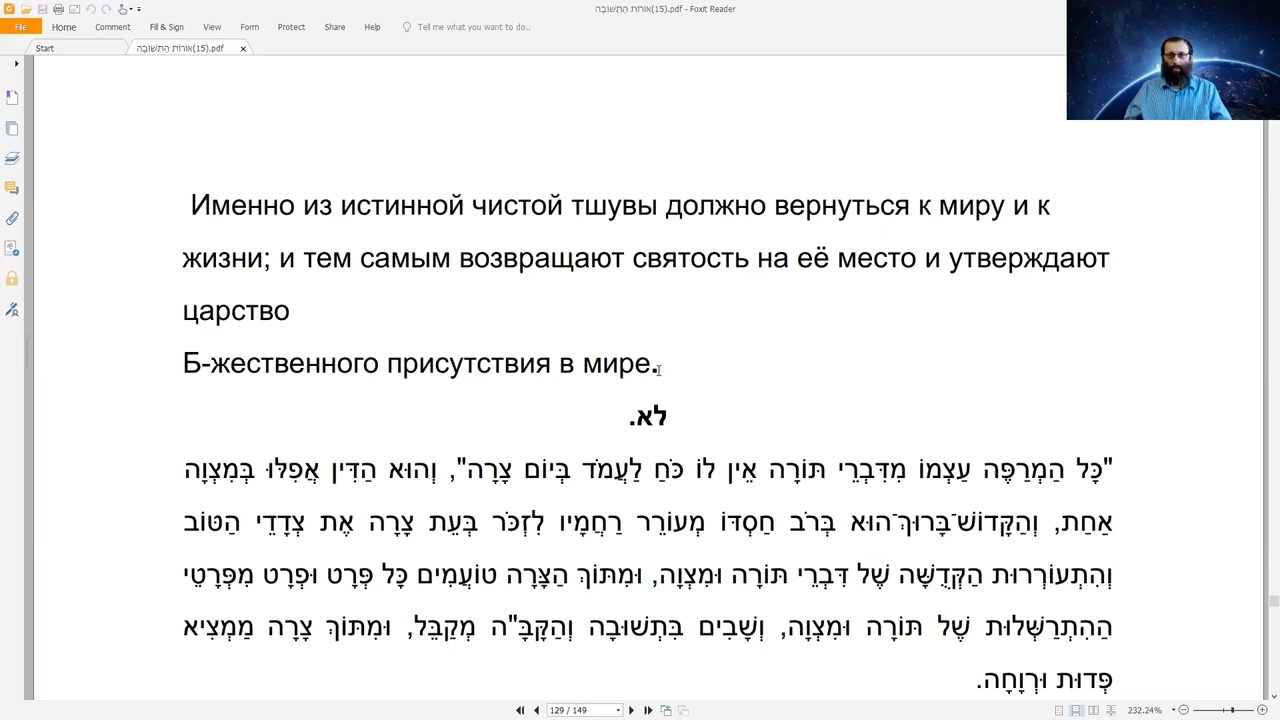 אורות התשובה(15).pdf - Foxit Reader
File Home Comment Fill & Sign View Form Protect Share Help Tell me what you want to do..
Start אורות התשובה(15).pdf
Именно из истинной чистой тшувы должно вернуться к миру и к
жизни; и тем самым возвращают святость на её место и утверждают
царство
Б-жественного присутствия в мире.
לא.
"כָּל הַמְרַפֶּה עַצְמוֹ מִדִּבְרֵי תּוֹרָה אֵין לוֹ כֹּחַ לַעֲמֹד בְּיוֹם צָרָה", וְהוּא הַדִּין אֲפִלּוּ בְּמִצְוָה
אַחַת, וְהַקָּדוֹשׁ־בָּרוּךְ־הוּא בְּרֹב חַסְדּוֹ מְעוֹרֵר רַחֲמָיו לִזְכֹּר בְּעֵת צָרָה אֶת צְדָדֵי הַטּוֹב
וְהִתְעוֹרְרוּת הַקְּדֻשָּׁה שֶׁל דִּבְרֵי תּוֹרָה וּמִצְוָה, וּמִתּוֹךְ הַצָּרָה טוֹעֲמִים כָּל פְּרָט וּפְרָט מִפְּרָטֵי
הַהִתְרַשְּׁלוּת שֶׁל תּוֹרָה וּמִצְוָה, וְשָׁבִים בִּתְשׁוּבָה וְהַקָּבָּ"ה מְקַבֵּל, וּמִתּוֹךְ צָרָה מַמְצִיא
פְּדוּת וּרְוָחָה.
129 / 149 232.24%